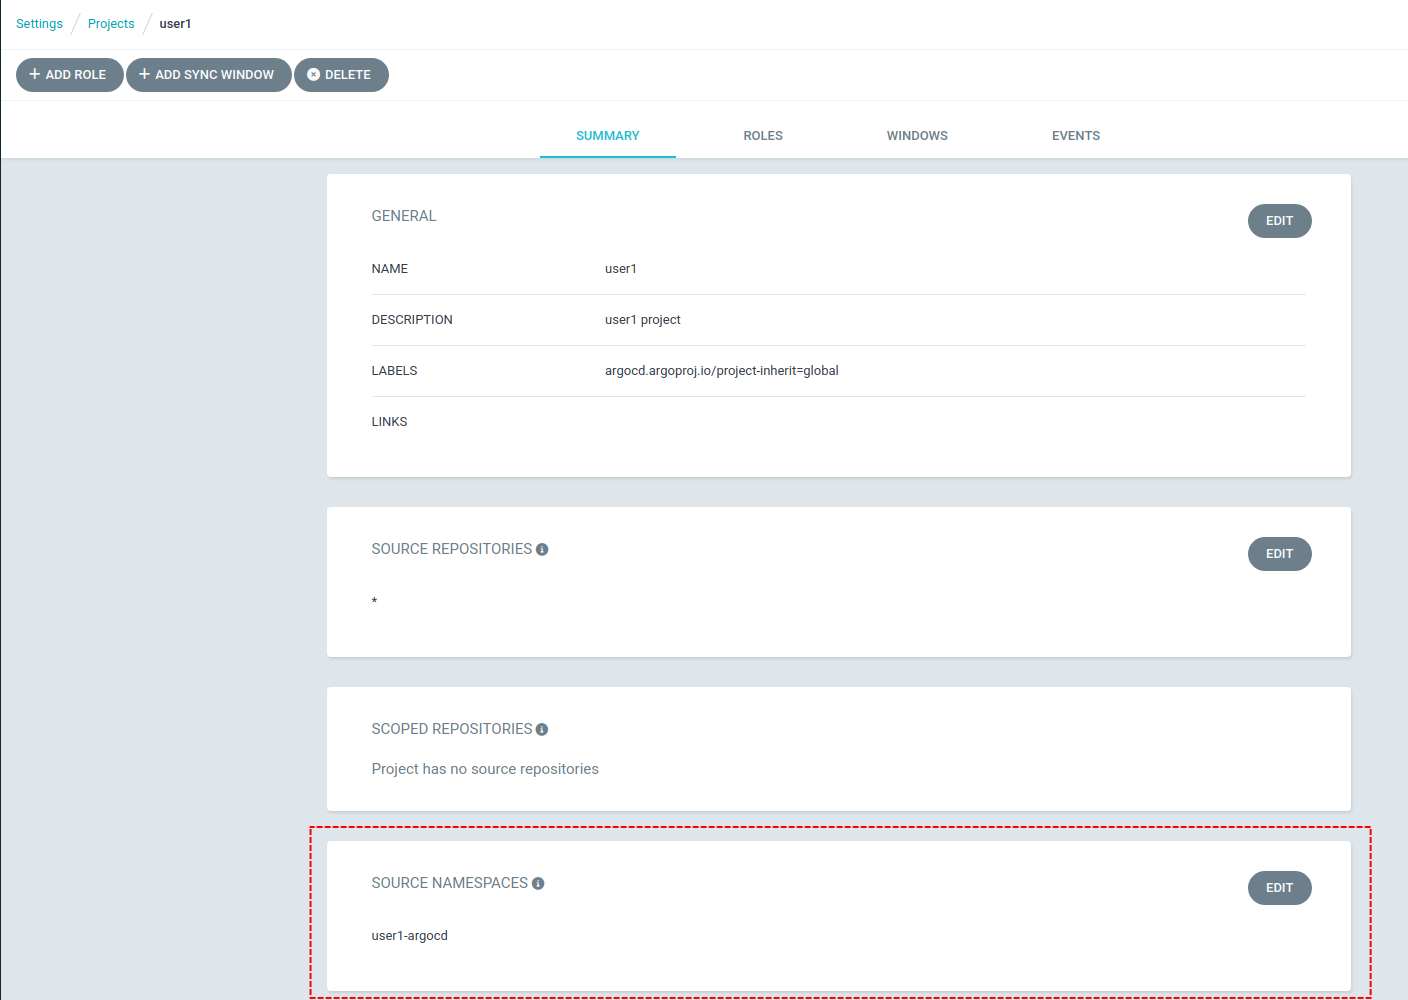 Settings / Projects / user1
+ ADD ROLE + ADD SYNC WINDOW DELETE
SUMMARY ROLES WINDOWS EVENTS
GENERAL EDIT
NAME user1
DESCRIPTION user1 project
LABELS argocd.argoproj.io/project-inherit=global
LINKS
SOURCE REPOSITORIES EDIT
*
SCOPED REPOSITORIES
Project has no source repositories
SOURCE NAMESPACES EDIT
user1-argocd